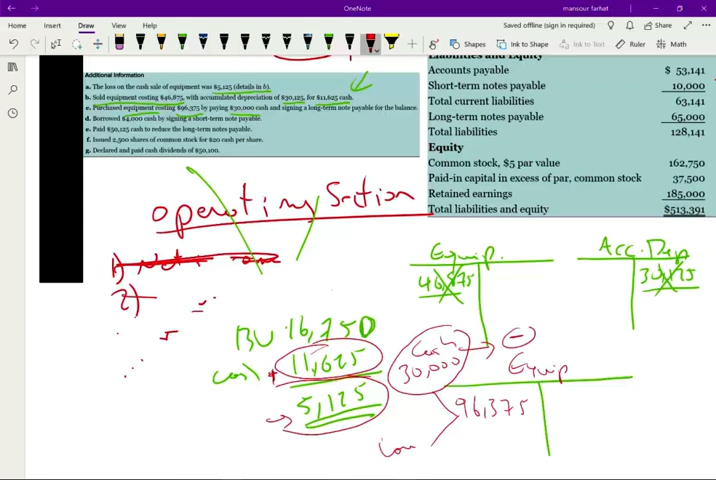 OneNote
mansour farhat
Home Insert Draw View Help
Saved offline (sign in required)
Share
Shapes Ink to Shape Ink to Text Ruler Math
Additional Information
a. The loss on the cash sale of equipment was $5,125 (details in b).
b. Sold equipment costing $46,875, with accumulated depreciation of $30,125, for $11,625 cash.
c. Purchased equipment costing $96,375 by paying $30,000 cash and signing a long-term note payable for the balance.
d. Borrowed $4,000 cash by signing a short-term note payable.
e. Paid $50,125 cash to reduce the long-term notes payable.
f. Issued 2,500 shares of common stock for $20 cash per share.
g. Declared and paid cash dividends of $50,100.
Liabilities and Equity
Accounts payable $ 53,141
Short-term notes payable 10,000
Total current liabilities 63,141
Long-term notes payable 65,000
Total liabilities 128,141
Equity
Common stock, $5 par value 162,750
Paid-in capital in excess of par, common stock 37,500
Retained earnings 185,000
Total liabilities and equity $513,391
operating Section
1)
2)
Equip.
46,875
Acc. Dep
30,125
BV 16,750
cash 11,625
5,125
Cash
30,000
Equip
96,375